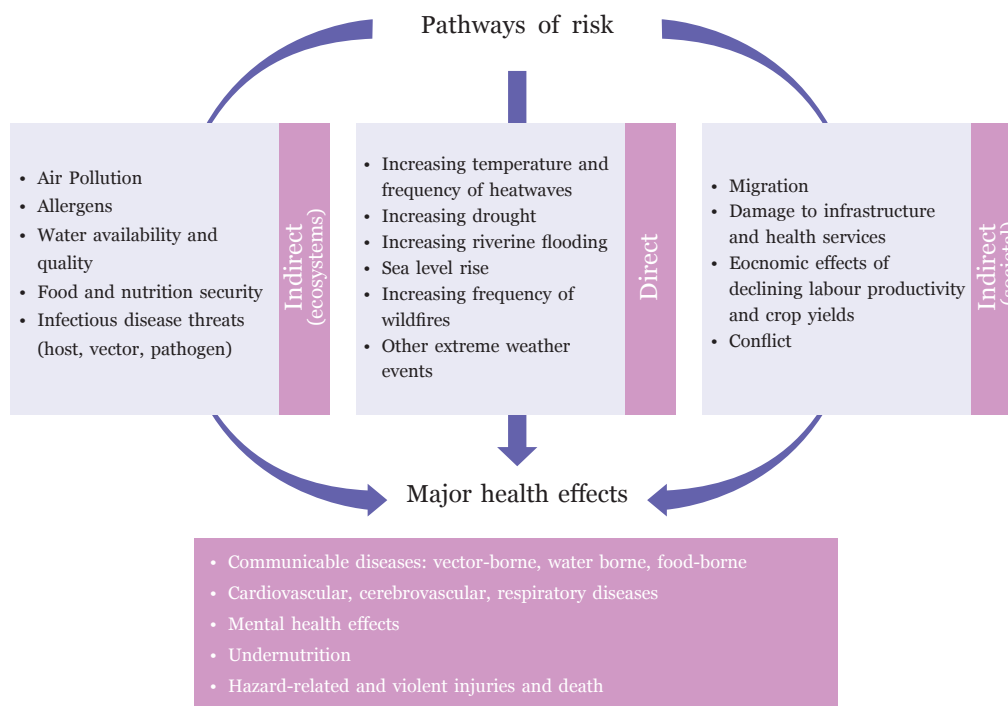 Pathways of risk
• Air Pollution
• Allergens
• Water availability and
quality
• Food and nutrition security
• Infectious disease threats
(host, vector, pathogen)
Indirect
(ecosystems)
• Increasing temperature and
frequency of heatwaves
• Increasing drought
• Increasing riverine flooding
• Sea level rise
• Increasing frequency of
wildfires
• Other extreme weather
events
Direct
• Migration
• Damage to infrastructure
and health services
• Eocnomic effects of
declining labour productivity
and crop yields
• Conflict
Indirect
Major health effects
• Communicable diseases: vector-borne, water borne, food-borne
• Cardiovascular, cerebrovascular, respiratory diseases
• Mental health effects
• Undernutrition
• Hazard-related and violent injuries and death